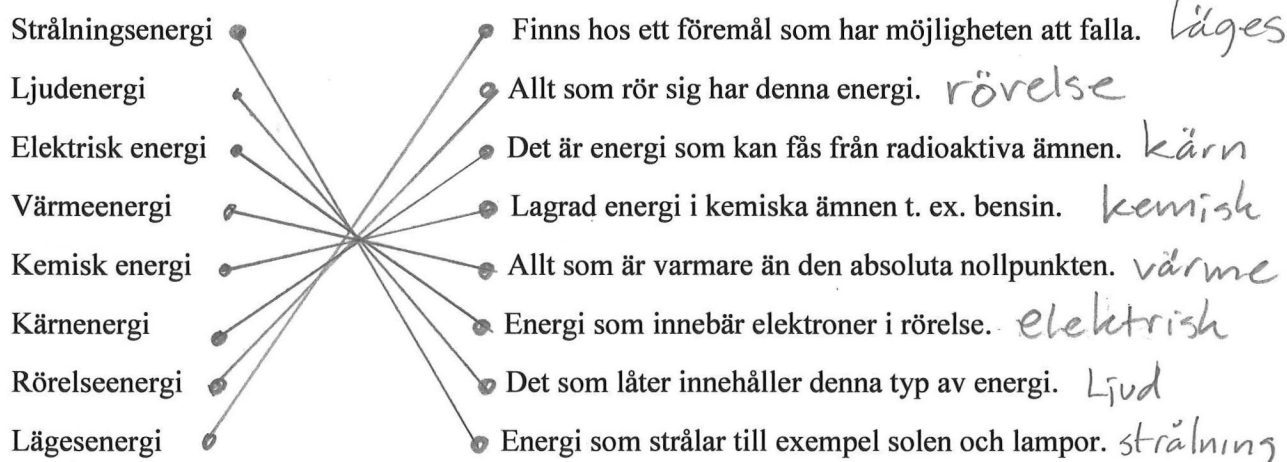 Strålningsenergi Finns hos ett föremål som har möjligheten att falla. läges
Ljudenergi Allt som rör sig har denna energi. rövelse
Elektrisk energi Det är energi som kan fås från radioaktiva ämnen. kärn
Värmeenergi Lagrad energi i kemiska ämnen t. ex. bensin. kemisk
Kemisk energi Allt som är varmare än den absoluta nollpunkten. värme
Kärnenergi Energi som innebär elektroner i rörelse. elektrisk
Rörelseenergi Det som låter innehåller denna typ av energi. Ljud
Lägesenergi Energi som strålar till exempel solen och lampor. strålning